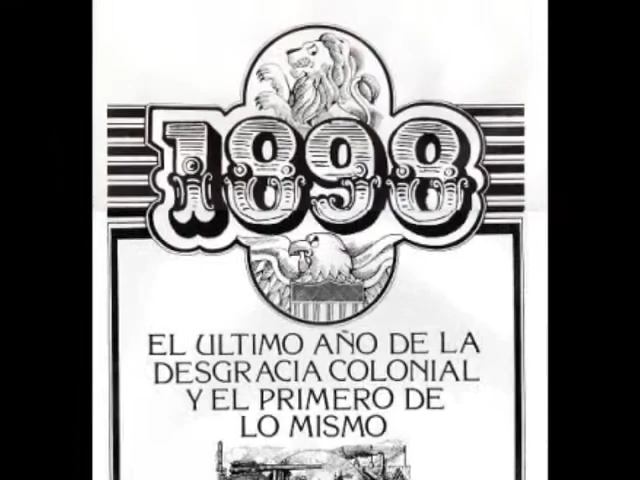 1898
EL ULTIMO AÑO DE LA
DESGRACIA COLONIAL
Y EL PRIMERO DE
LO MISMO